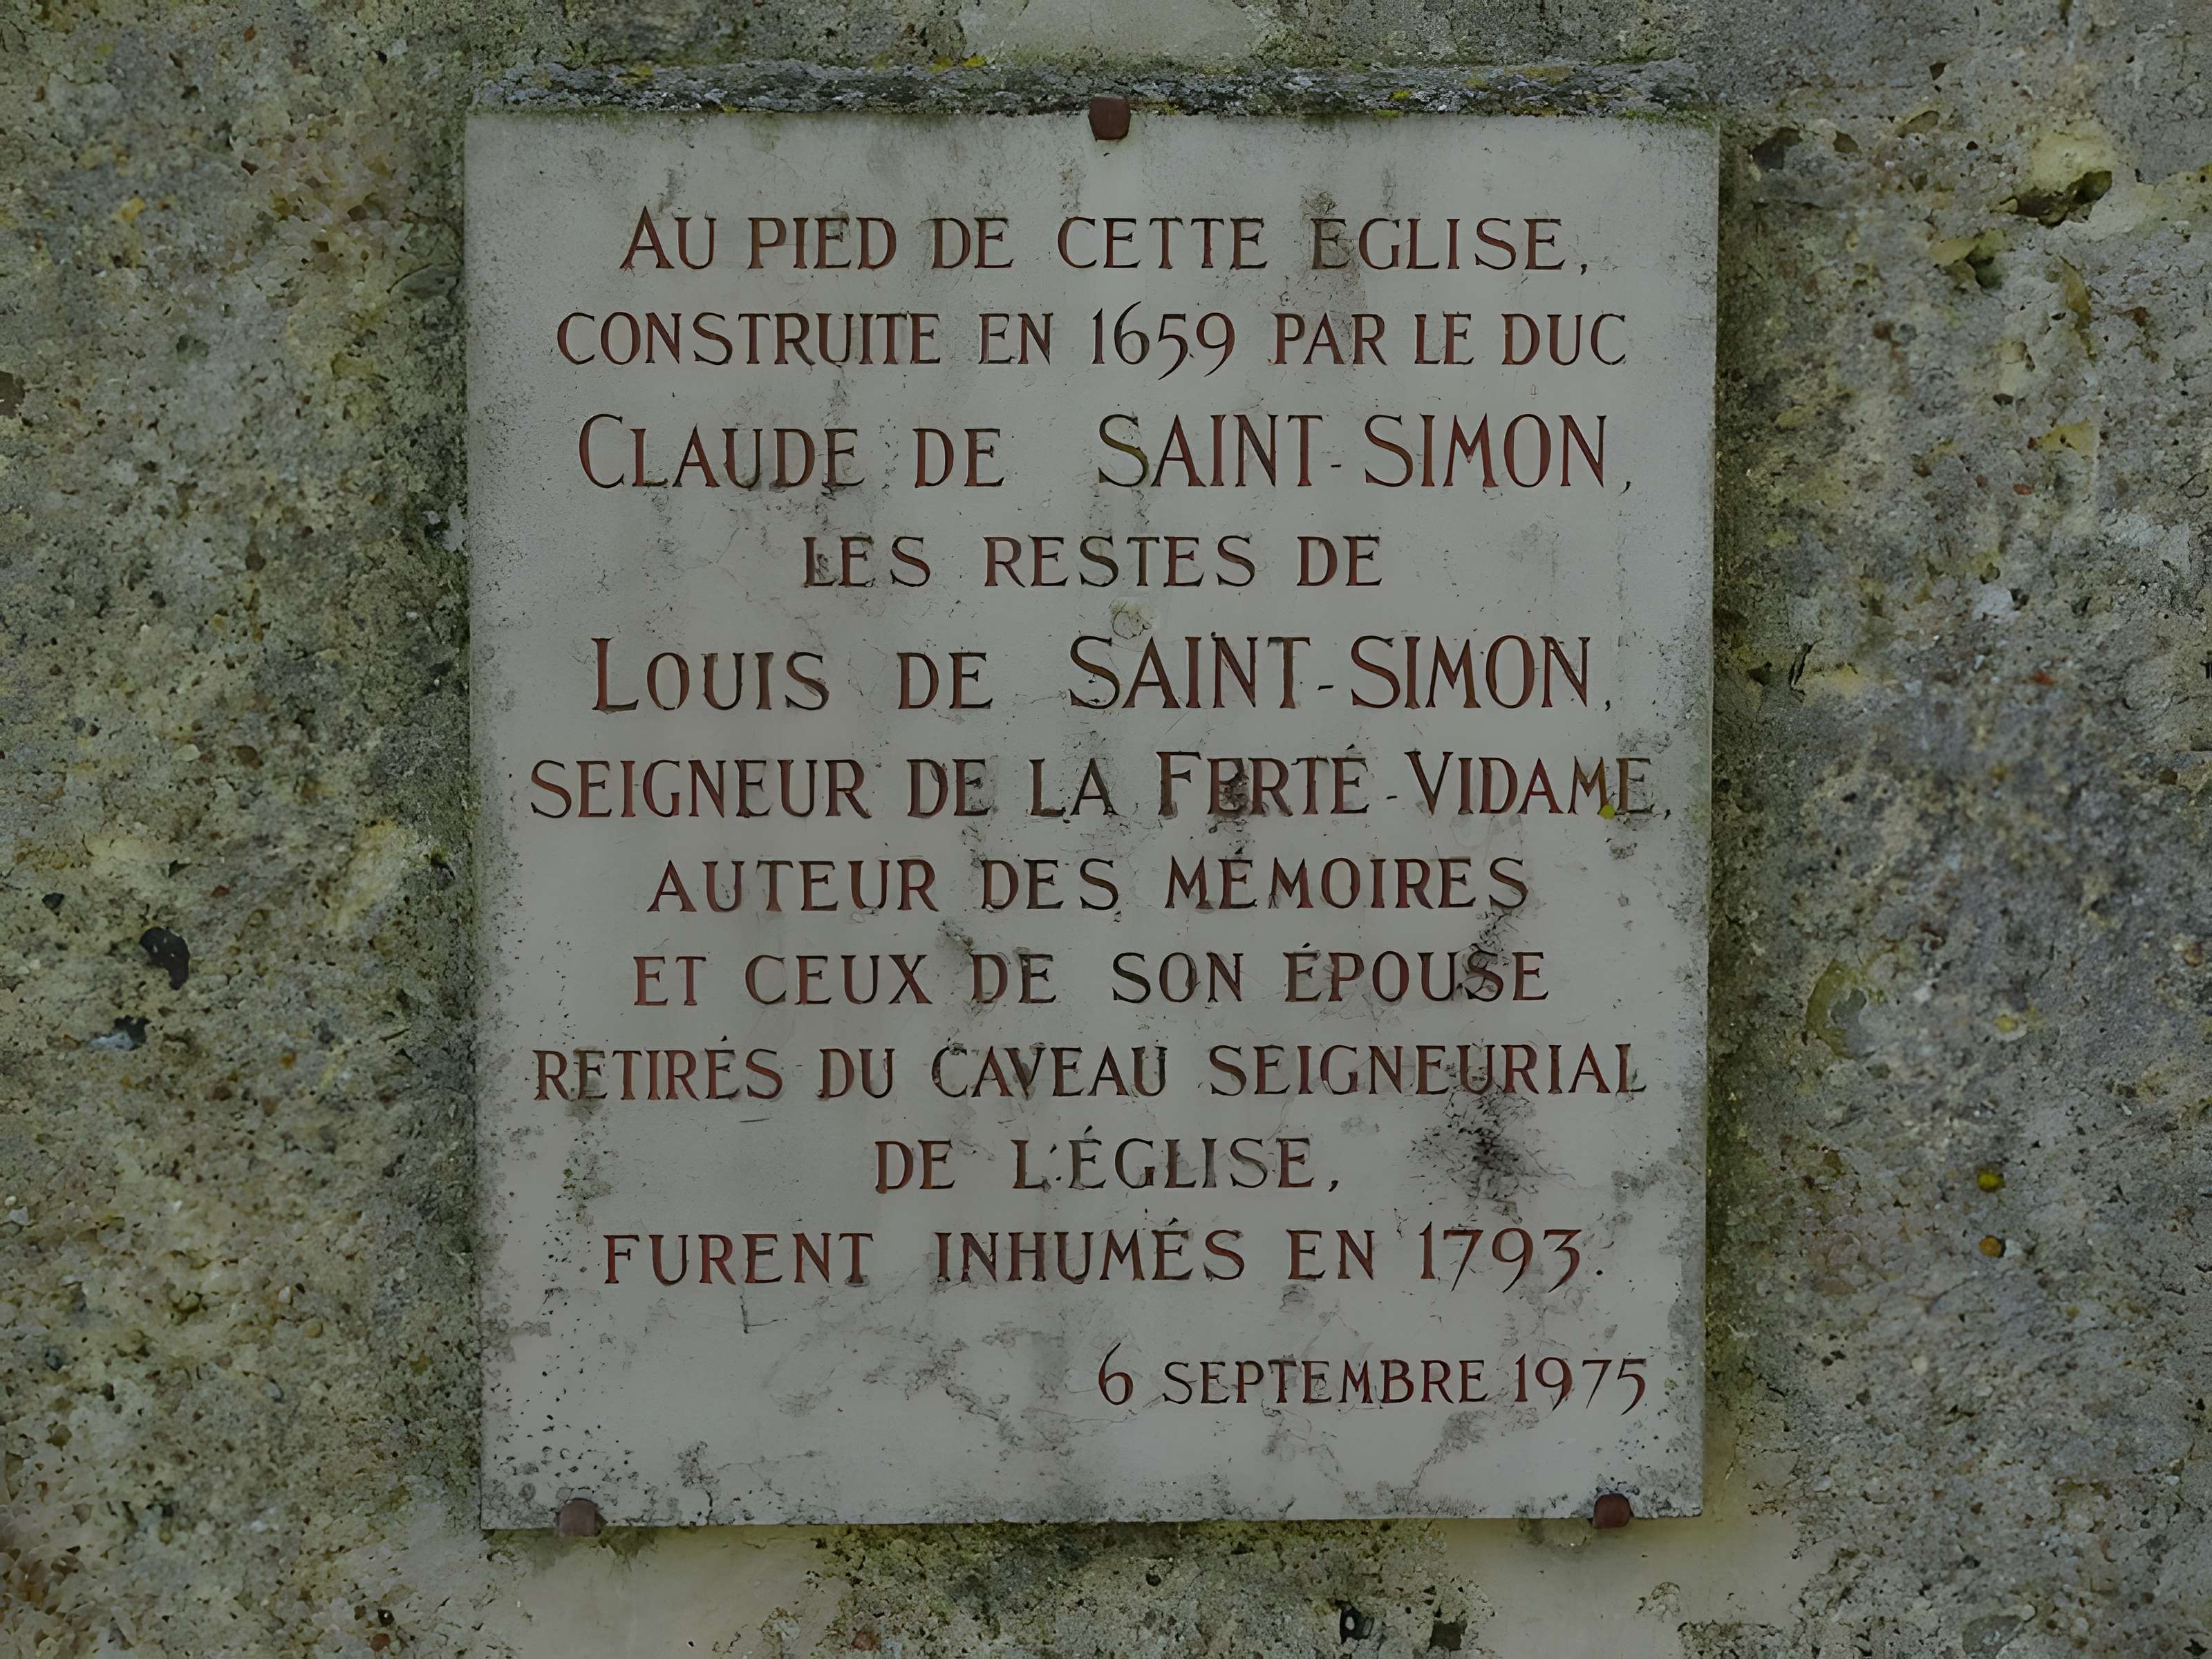 AU PIED DE CETTE ÉGLISE,
CONSTRUITE EN 1659 PAR LE DUC
CLAUDE DE SAINT-SIMON,
LES RESTES DE
LOUIS DE SAINT-SIMON,
SEIGNEUR DE LA FERTÉ-VIDAME,
AUTEUR DES MÉMOIRES
ET CEUX DE SON ÉPOUSE
RETIRÉS DU CAVEAU SEIGNEURIAL
DE L'ÉGLISE,
FURENT INHUMÉS EN 1793.
6 SEPTEMBRE 1975